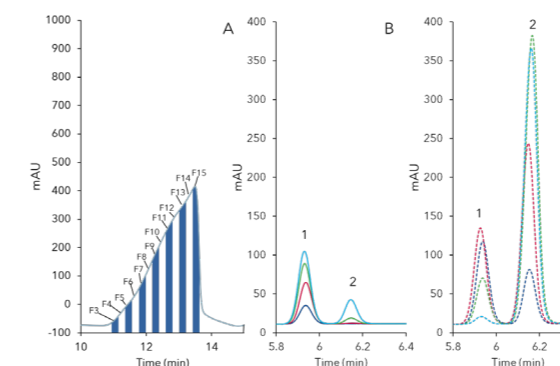 A
1000
900
800
700
600
500
400
300
200
100
0
-100
mAU
F3
F4
F5
F6
F7
F8
F9
F10
F11
F12
F13
F14
F15
10
12
14
Time (min)
B
400
350
300
250
200
150
100
50
0
mAU
1
2
5.8
6
6.2
6.4
Time (min)
400
350
300
250
200
150
100
50
0
mAU
1
2
5.8
6
6.2
Time (min)